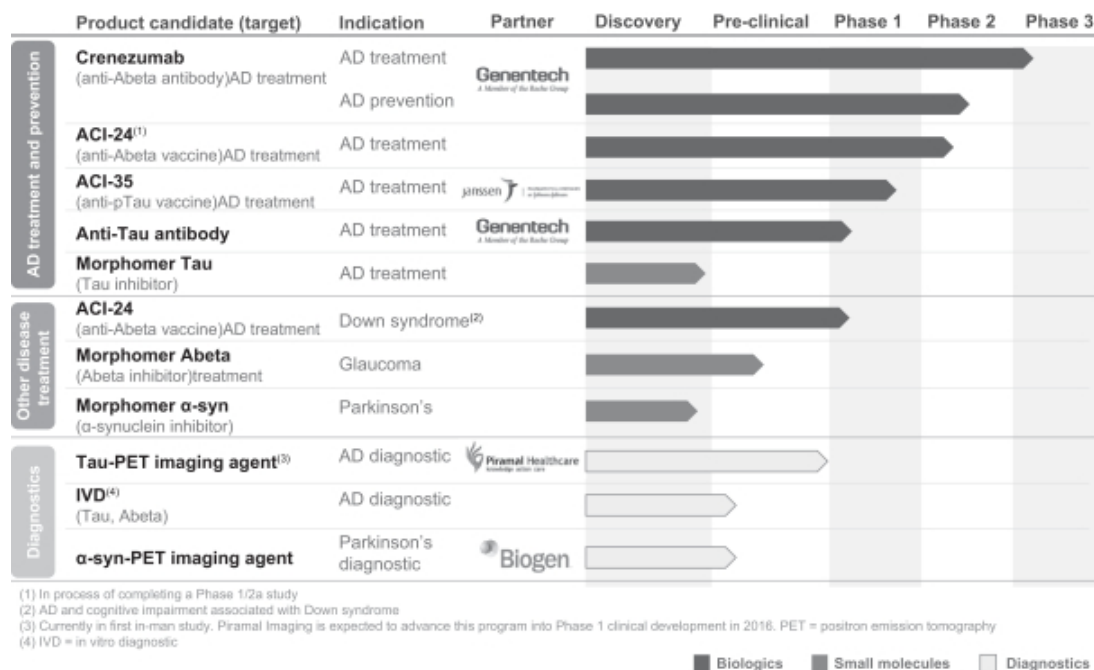 Product candidate (target) Indication Partner Discovery Pre-clinical Phase 1 Phase 2 Phase 3
AD treatment and prevention
Crenezumab
(anti-Abeta antibody)AD treatment
AD treatment
Genentech
A Member of the Roche Group
AD prevention
ACI-24(1)
(anti-Abeta vaccine)AD treatment
AD treatment
ACI-35
(anti-pTau vaccine)AD treatment
AD treatment
janssen
Anti-Tau antibody
AD treatment
Genentech
A Member of the Roche Group
Morphomer Tau
(Tau inhibitor)
AD treatment
Other disease
treatment
ACI-24
(anti-Abeta vaccine)AD treatment
Down syndrome(2)
Morphomer Abeta
(Abeta inhibitor)treatment
Glaucoma
Morphomer α-syn
(α-synuclein inhibitor)
Parkinson's
Diagnostics
Tau-PET imaging agent(3)
AD diagnostic
Piramal Healthcare
knowledge action care
IVD(4)
(Tau, Abeta)
AD diagnostic
α-syn-PET imaging agent
Parkinson's
diagnostic
Biogen
(1) In process of completing a Phase 1/2a study
(2) AD and cognitive impairment associated with Down syndrome
(3) Currently in first in-man study. Piramal Imaging is expected to advance this program into Phase 1 clinical development in 2016. PET = positron emission tomography
(4) IVD = in vitro diagnostic
Biologics Small molecules Diagnostics